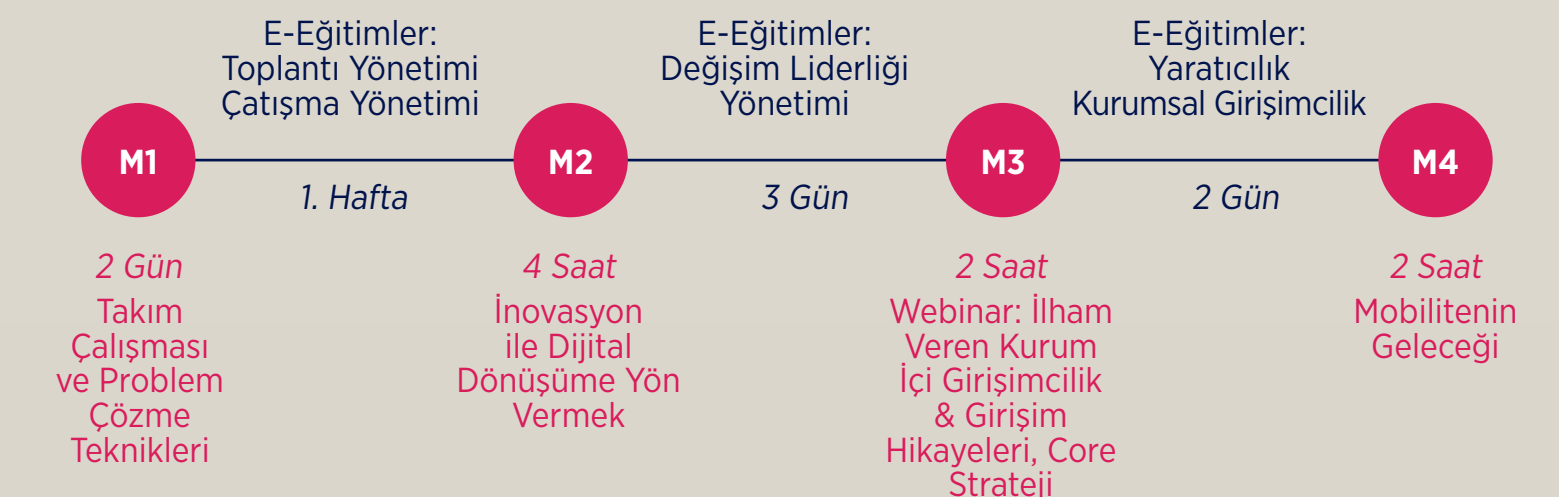 E-Eğitimler:
Toplantı Yönetimi
Çatışma Yönetimi
E-Eğitimler:
Değişim Liderliği
Yönetimi
E-Eğitimler:
Yaratıcılık
Kurumsal Girişimcilik
M1
1. Hafta
M2
3 Gün
M3
2 Gün
M4
2 Gün
Takım
Çalışması
ve Problem
Çözme
Teknikleri
4 Saat
İnovasyon
ile Dijital
Dönüşüme Yön
Vermek
2 Saat
Webinar: İlham
Veren Kurum
İçi Girişimcilik
& Girişim
Hikayeleri, Core
Strateji
2 Saat
Mobilitenin
Geleceği